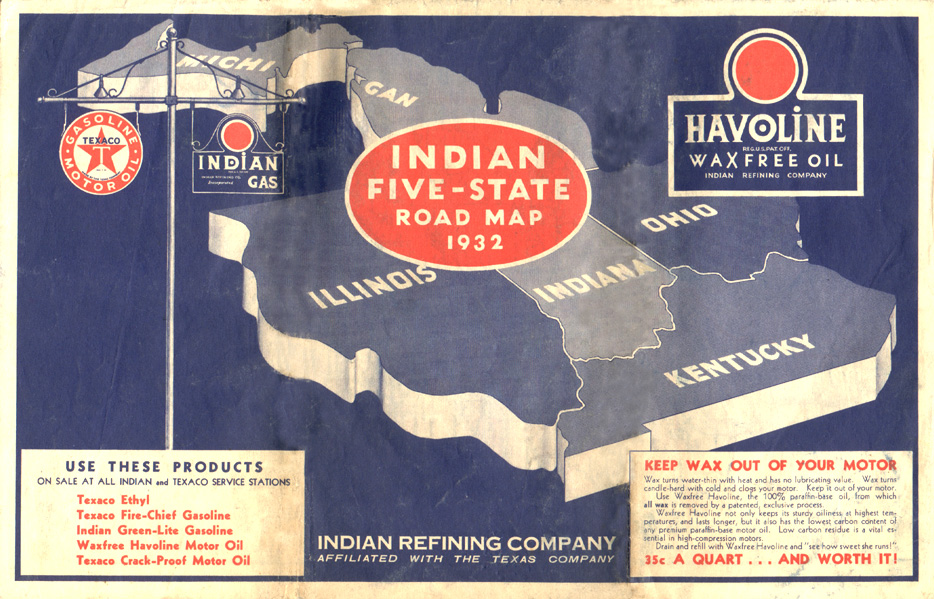 MICHI
GAN
GASOLINE
TEXACO
T
MOTOR OIL
INDIAN
Incorporated
GAS
INDIAN
FIVE-STATE
ROAD MAP
1932
HAVOLINE
REG.U.S.PAT. OFF.
WAXFREE OIL
INDIAN REFINING COMPANY
OHIO
ILLINOIS
INDIANA
KENTUCKY
USE THESE PRODUCTS
ON SALE AT ALL INDIAN and TEXACO SERVICE STATIONS
Texaco Ethyl
Texaco Fire-Chief Gasoline
Indian Green-Lite Gasoline
Waxfree Havoline Motor Oil
Texaco Crack-Proof Motor Oil
INDIAN REFINING COMPANY
AFFILIATED WITH THE TEXAS COMPANY
KEEP WAX OUT OF YOUR MOTOR
Wax turns water-thin with heat and has no lubricating value. Wax turns
candle-hard with cold and clogs your motor. Keep it out of your motor.
Use Waxfree Havoline, the 100% paraffin-base oil, from which
all wax is removed by a patented, exclusive process.
Waxfree Havoline not only keeps its sturdy oiliness at highest tem-
peratures, and lasts longer, but it also has the lowest carbon content of
any premium paraffin-base motor oil. Low carbon residue is a vital es-
sential in high-compression motors.
Drain and refill with Waxfree Havoline and "see how sweet she runs!"
35c A QUART . . . AND WORTH IT!